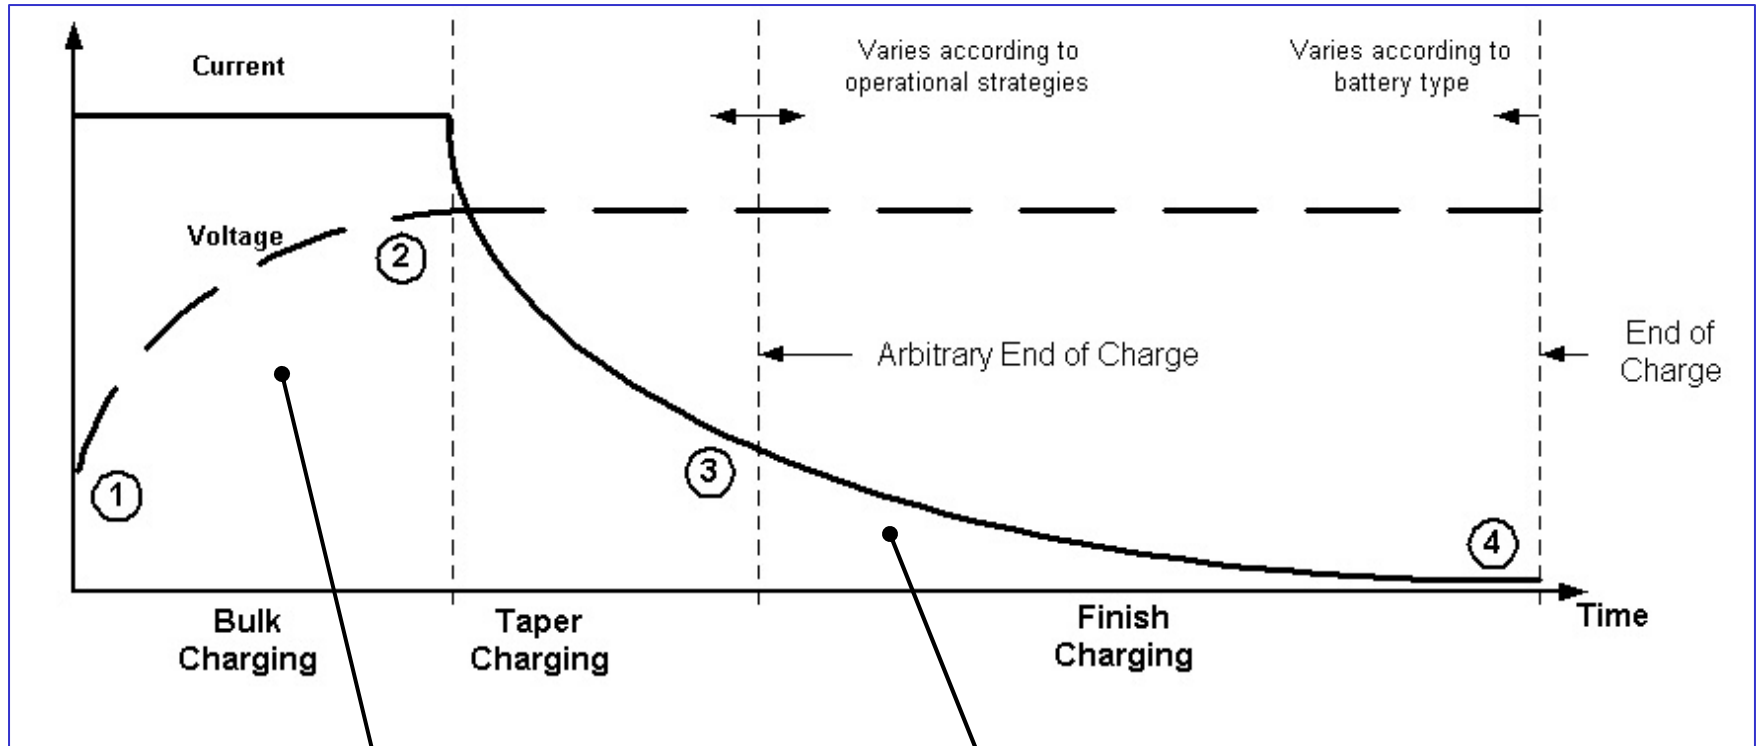 Current
Varies according to
operational strategies
Varies according to
battery type
Voltage
2
Arbitrary End of Charge
End of
Charge
3
1
4
Bulk
Charging
Taper
Charging
Finish
Charging
Time